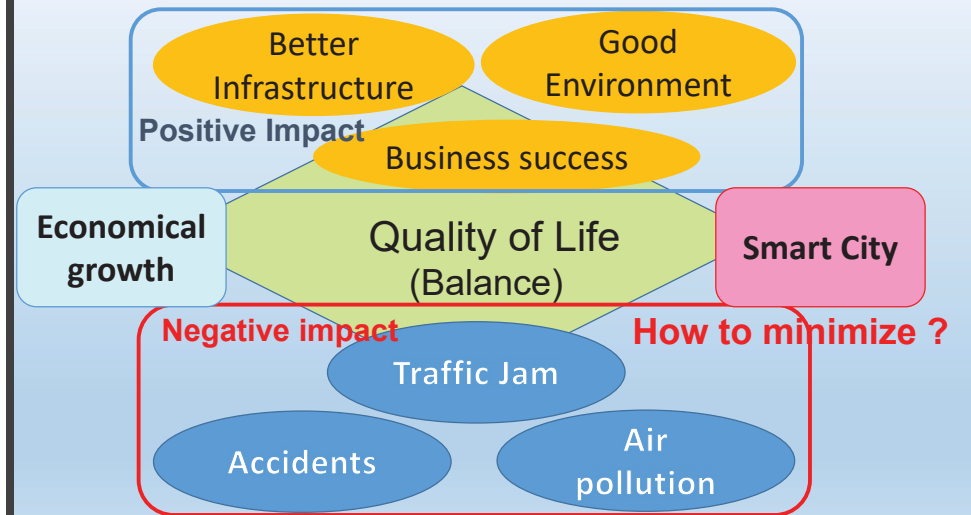 Better
Infrastructure
Good
Environment
Positive Impact
Business success
Economical
growth
Quality of Life
(Balance)
Smart City
Negative impact
How to minimize ?
Traffic Jam
Accidents
Air
pollution